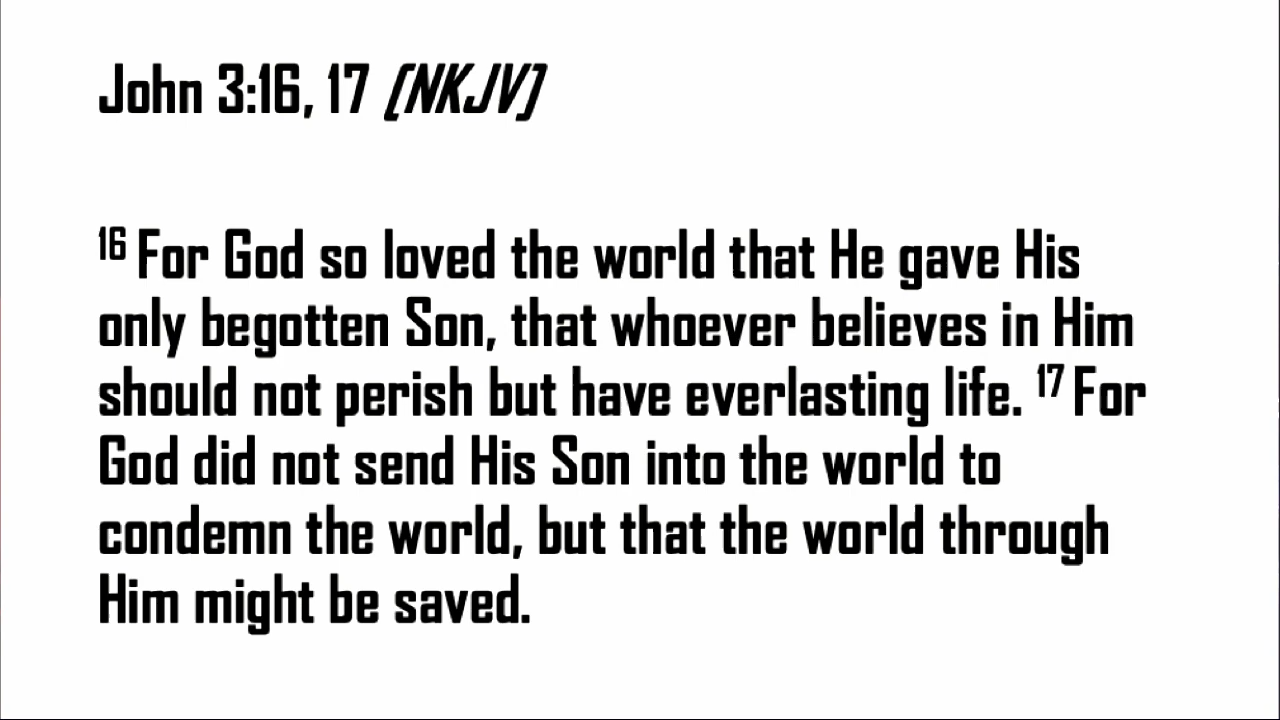 John 3:16, 17 (NKJV)
16 For God so loved the world that He gave His
only begotten Son, that whoever believes in Him
should not perish but have everlasting life. 17 For
God did not send His Son into the world to
condemn the world, but that the world through
Him might be saved.